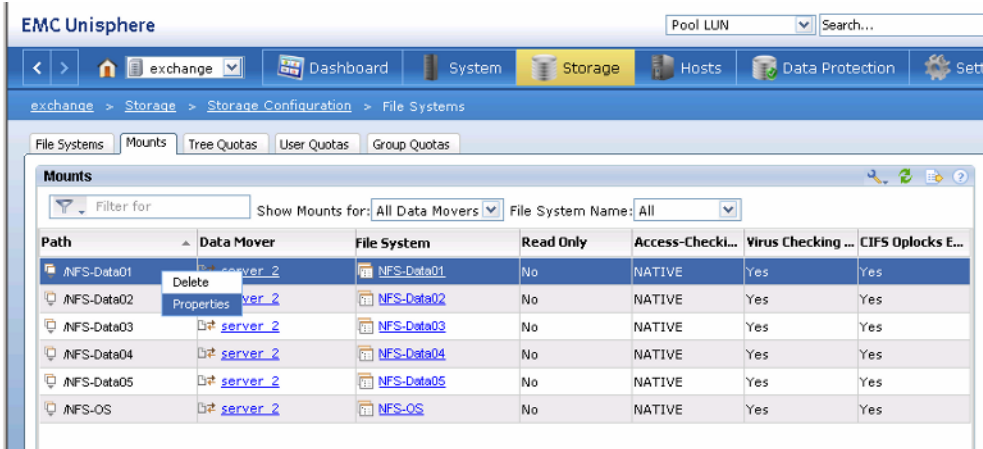 EMC Unisphere
Pool LUN Search...
exchange Dashboard System Storage Hosts Data Protection Sett
exchange > Storage > Storage Configuration > File Systems
File Systems Mounts Tree Quotas User Quotas Group Quotas
Mounts
Filter for Show Mounts for: All Data Movers File System Name: All
Path Data Mover File System Read Only Access-Checki... Virus Checking ... CIFS Oplocks E...
/NFS-Data01 server_2 NFS-Data01 No NATIVE Yes Yes
Delete
/NFS-Data02 ver_2 NFS-Data02 No NATIVE Yes Yes
Properties
/NFS-Data03 server_2 NFS-Data03 No NATIVE Yes Yes
/NFS-Data04 server_2 NFS-Data04 No NATIVE Yes Yes
/NFS-Data05 server_2 NFS-Data05 No NATIVE Yes Yes
/NFS-OS server_2 NFS-OS No NATIVE Yes Yes